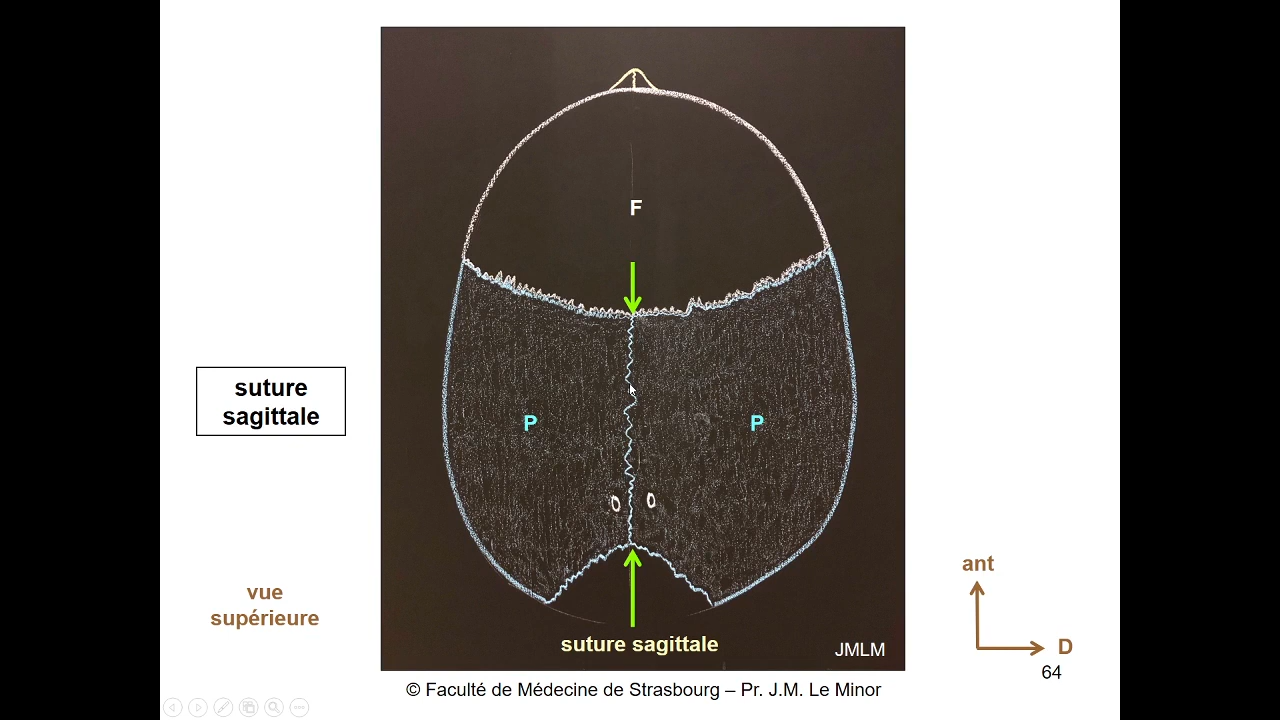 F
suture
sagittale
P
P
vue
supérieure
ant
D
suture sagittale
JMLM
64
© Faculté de Médecine de Strasbourg – Pr. J.M. Le Minor